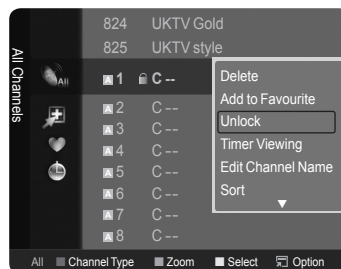 All Channels
824 UKTV Gold
825 UKTV style
All
A 1 C --
A 2 C --
A 3 C --
A 4 C --
A 5 C --
A 6 C --
A 7 C --
A 8 C --
Delete
Add to Favourite
Unlock
Timer Viewing
Edit Channel Name
Sort
All Channel Type Zoom Select Option